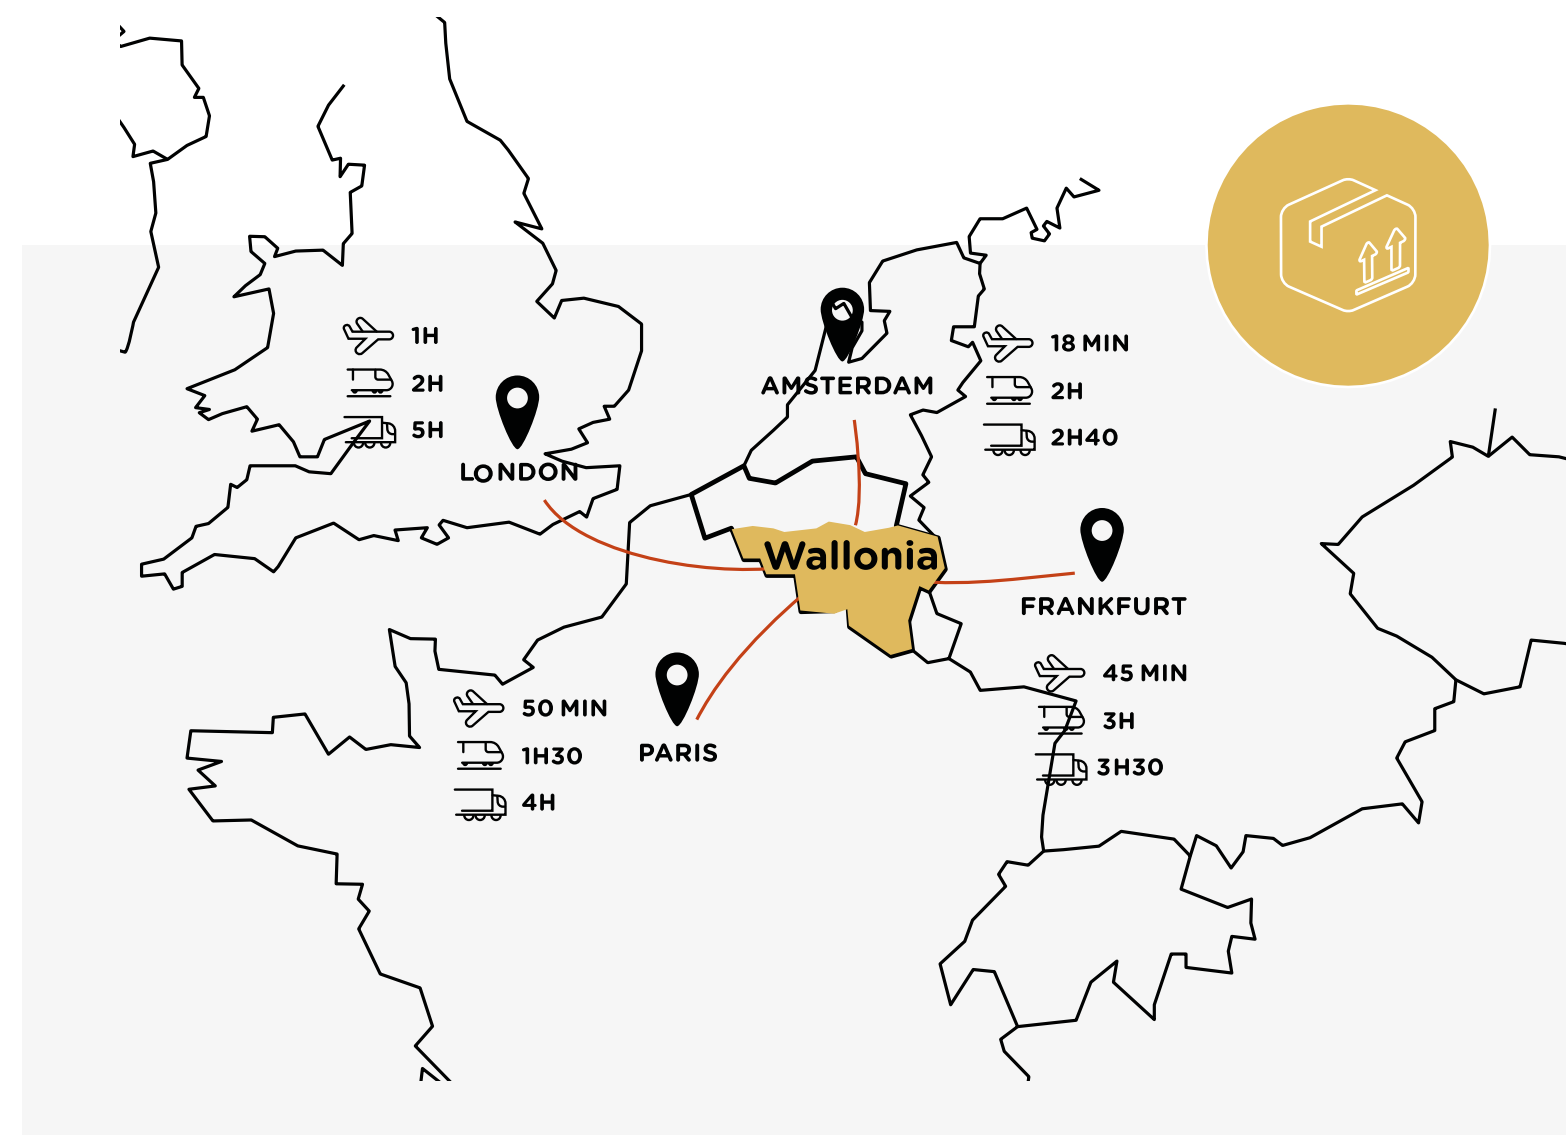 1H
2H
5H
LONDON
AMSTERDAM
18 MIN
2H
2H40
Wallonia
FRANKFURT
45 MIN
3H
3H30
PARIS
50 MIN
1H30
4H